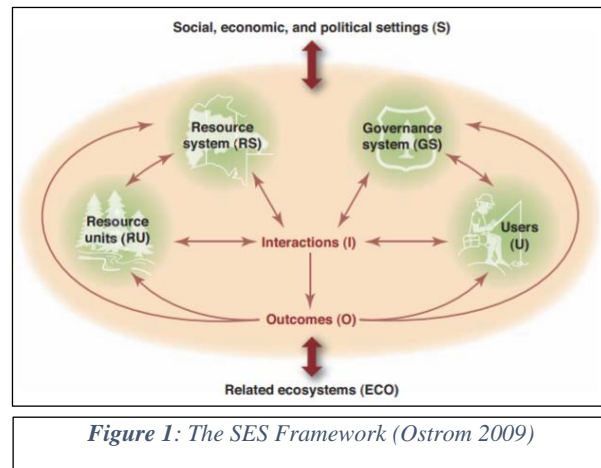 Social, economic, and political settings (S)
Resource
system (RS)
Governance
system (GS)
Resource
units (RU)
Interactions (I)
Users
(U)
Outcomes (O)
Related ecosystems (ECO)
Figure 1: The SES Framework (Ostrom 2009)